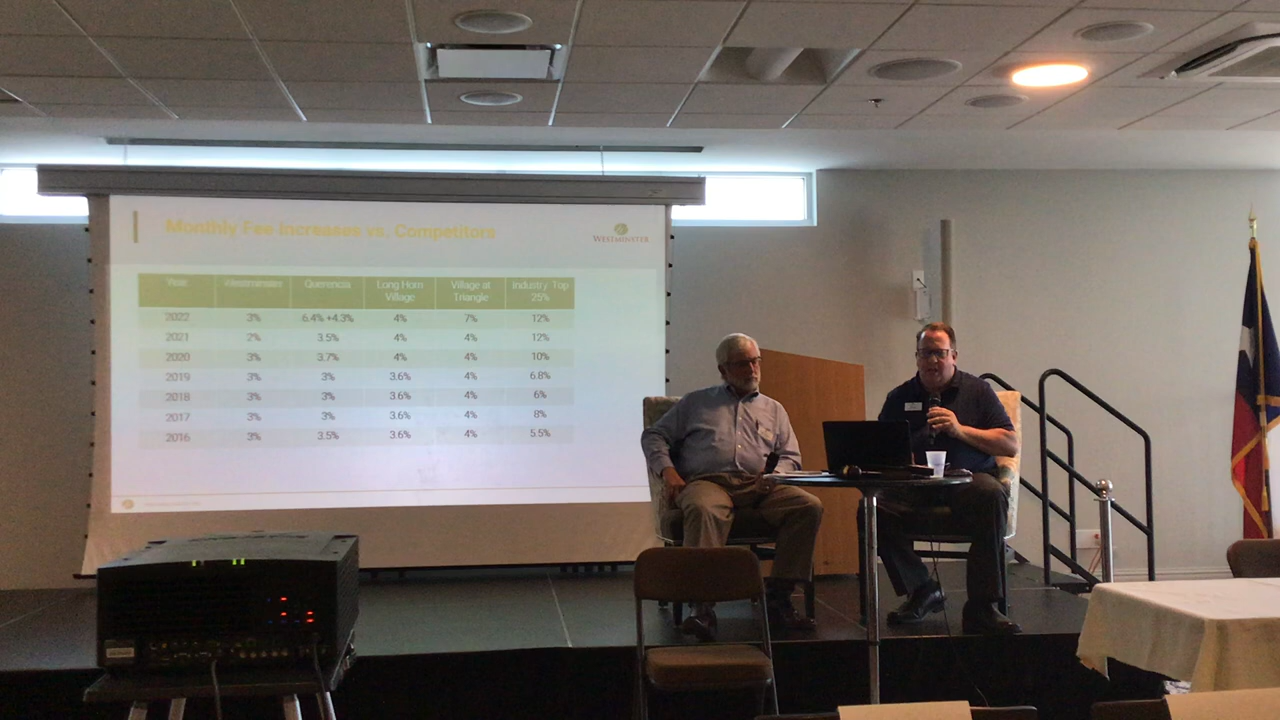 Monthly Fee Increases vs. Competitors
WESTMINSTER
Year Westminster Querencia Long Horn Village Village at Triangle Industry Top 25%
2022 3% 6.4% +4.3% 4% 7% 12%
2021 2% 3.5% 4% 4% 12%
2020 3% 3.7% 4% 4% 10%
2019 3% 3% 3.6% 4% 6.8%
2018 3% 3% 3.6% 4% 6%
2017 3% 3% 3.6% 4% 8%
2016 3% 3.5% 3.6% 4% 5.5%